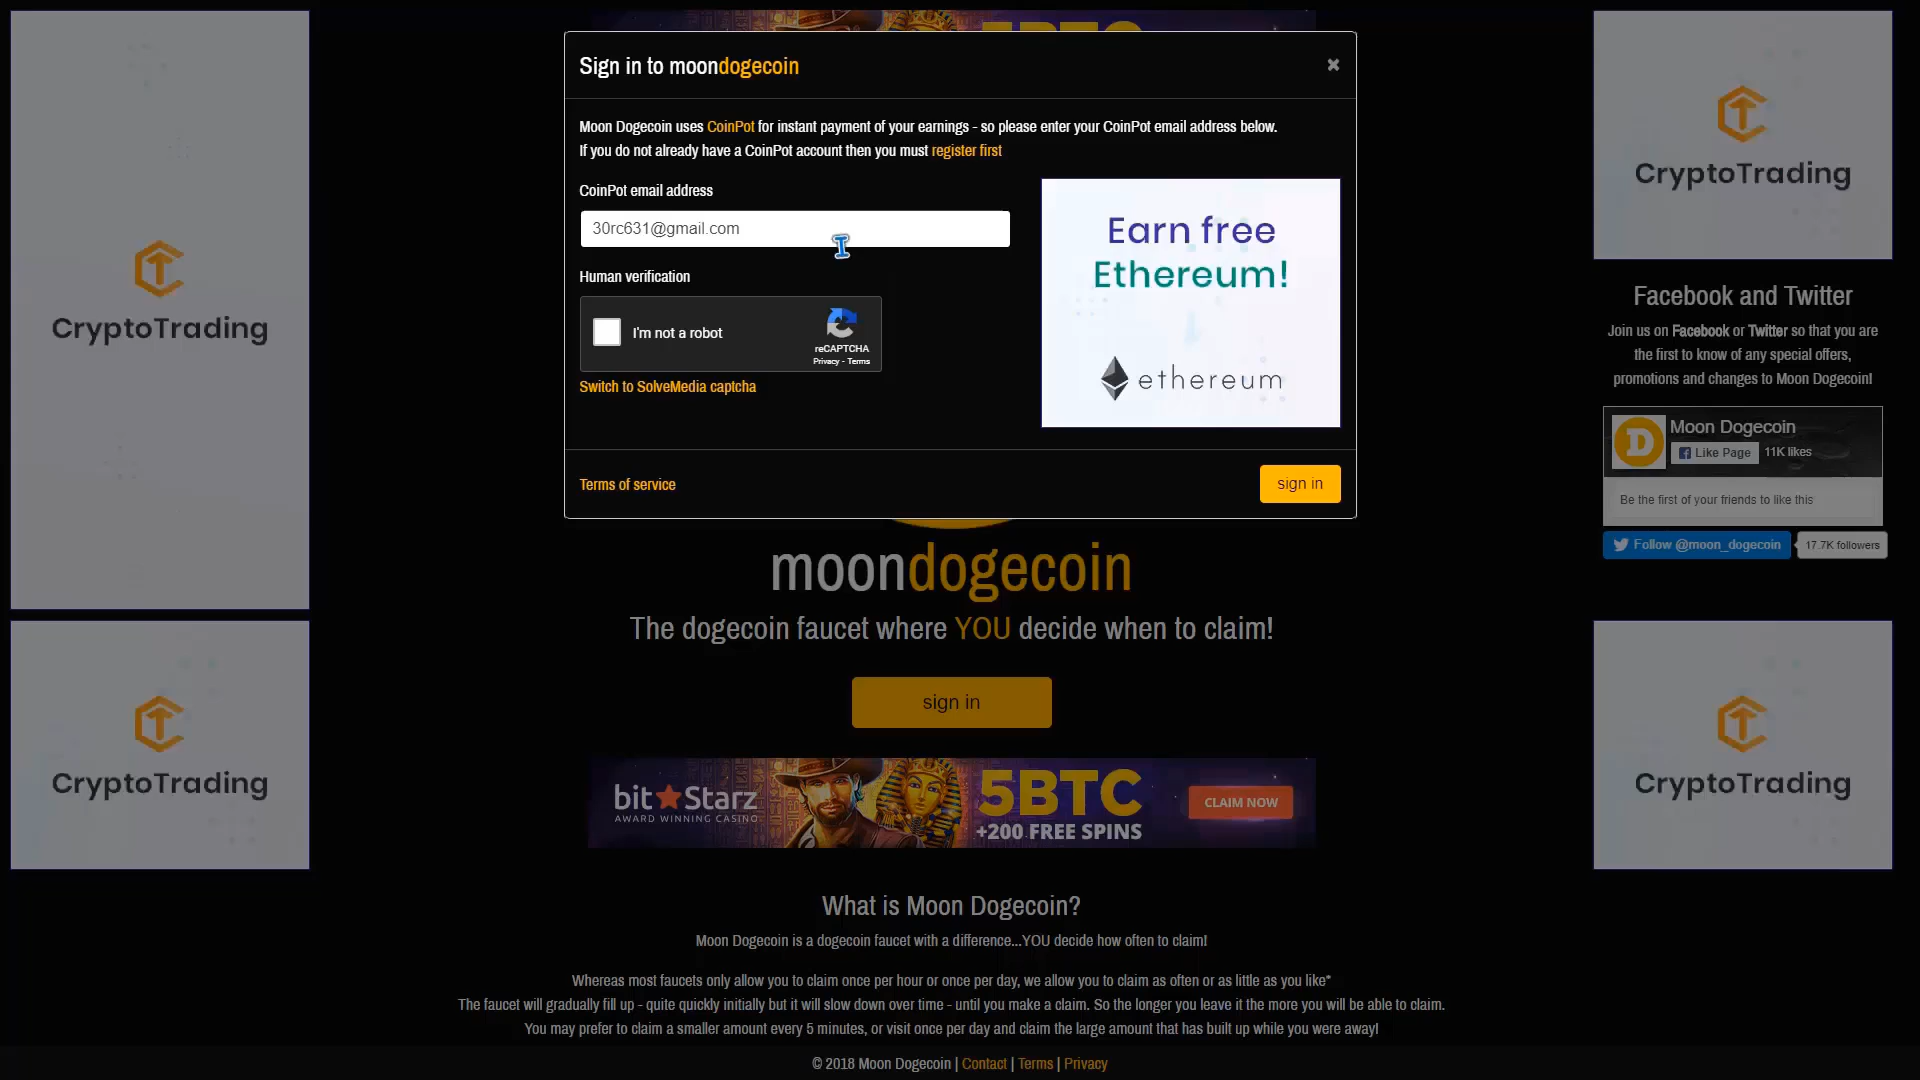 Sign in to moondogecoin
×
Moon Dogecoin uses CoinPot for instant payment of your earnings - so please enter your CoinPot email address below.
If you do not already have a CoinPot account then you must register first
CoinPot email address
30rc631@gmail.com
Human verification
I'm not a robot
reCAPTCHA
Privacy - Terms
Switch to SolveMedia captcha
Earn free
Ethereum!
ethereum
Terms of service
sign in
CryptoTrading
CryptoTrading
CryptoTrading
CryptoTrading
Facebook and Twitter
Join us on Facebook or Twitter so that you are
the first to know of any special offers,
promotions and changes to Moon Dogecoin!
Moon Dogecoin
Like Page
11K likes
Be the first of your friends to like this
Follow @moon_dogecoin
17.7K followers
moondogecoin
The dogecoin faucet where YOU decide when to claim!
sign in
bitStarz
AWARD WINNING CASINO
5BTC
+200 FREE SPINS
CLAIM NOW
What is Moon Dogecoin?
Moon Dogecoin is a dogecoin faucet with a difference...YOU decide how often to claim!
Whereas most faucets only allow you to claim once per hour or once per day, we allow you to claim as often or as little as you like*
The faucet will gradually fill up - quite quickly initially but it will slow down over time - until you make a claim. So the longer you leave it the more you will be able to claim.
You may prefer to claim a smaller amount every 5 minutes, or visit once per day and claim the large amount that has built up while you were away!
© 2018 Moon Dogecoin | Contact | Terms | Privacy